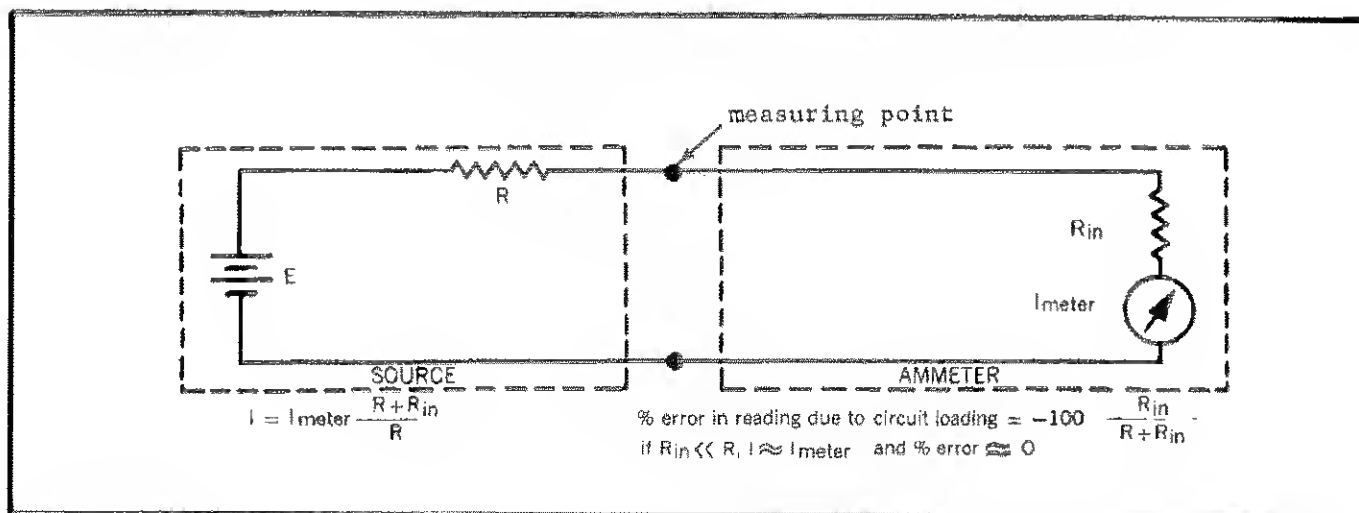 measuring point
R
Rin
E
Imeter
SOURCE
AMMETER
I = Imeter R+Rin / R
% error in reading due to circuit loading = -100 Rin / R+Rin
if Rin << R, I ≈ Imeter and % error ≅ 0